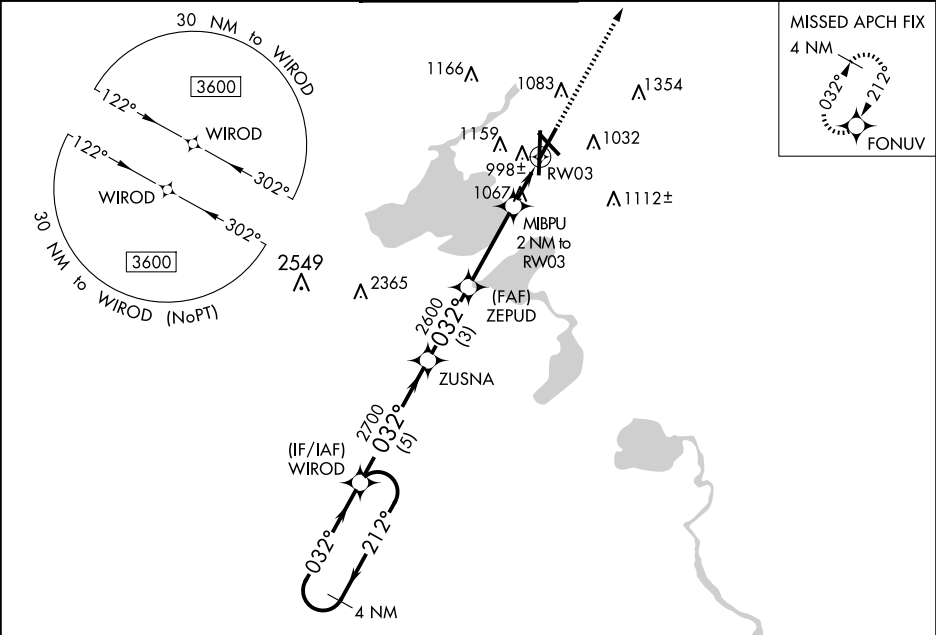 30 NM to WIROD
3600
122°
WIROD
302°
122°
WIROD
302°
3600
30 NM to WIROD (NoPT)
MISSED APCH FIX
4 NM
032°
212°
FONUV
1166
1083
1354
1159
1032
998±
RW03
1067
1112±
MIBPU
2 NM to
RW03
2549
2365
(FAF)
ZEPUD
2600
032°
(3)
ZUSNA
2700
032°
(5)
(IF/IAF)
WIROD
032°
212°
4 NM